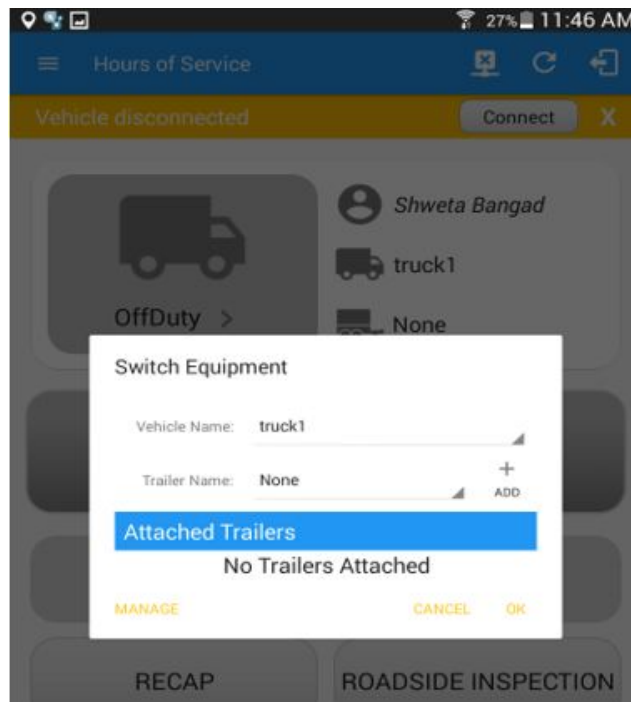 27% 11:46 AM
Hours of Service
Vehicle disconnected Connect X
Shweta Bangad
truck1
OffDuty >
None
Switch Equipment
Vehicle Name: truck1
Trailer Name: None
+
ADD
Attached Trailers
No Trailers Attached
MANAGE CANCEL OK
RECAP ROADSIDE INSPECTION